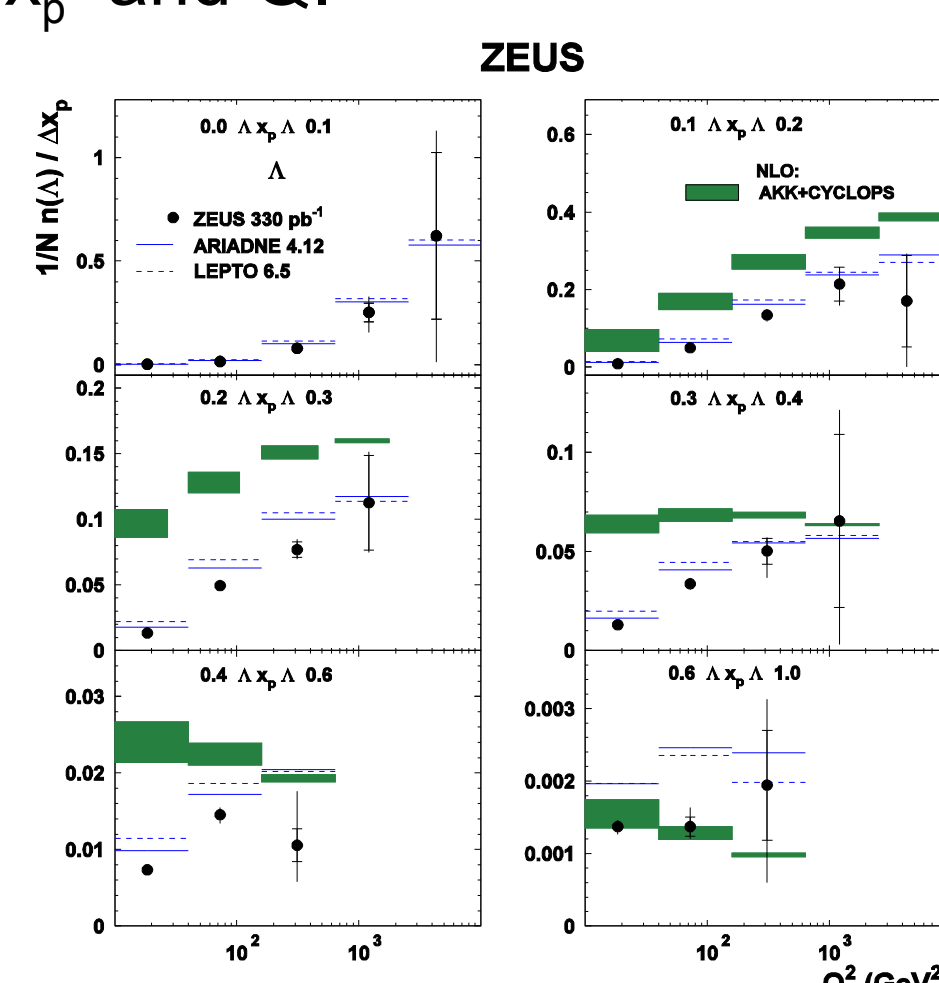 x_p and Q.
ZEUS
1/N n(Λ) / Δx_p
0.0 Λ x_p Λ 0.1
Λ
ZEUS 330 pb⁻¹
ARIADNE 4.12
LEPTO 6.5
1
0.5
0
0.1 Λ x_p Λ 0.2
NLO:
AKK+CYCLOPS
0.6
0.4
0.2
0
0.2 Λ x_p Λ 0.3
0.2
0.15
0.1
0.05
0
0.3 Λ x_p Λ 0.4
0.1
0.05
0
0.4 Λ x_p Λ 0.6
0.03
0.02
0.01
0
10² 10³
0.6 Λ x_p Λ 1.0
0.003
0.002
0.001
0
10² 10³
Q² (GeV²